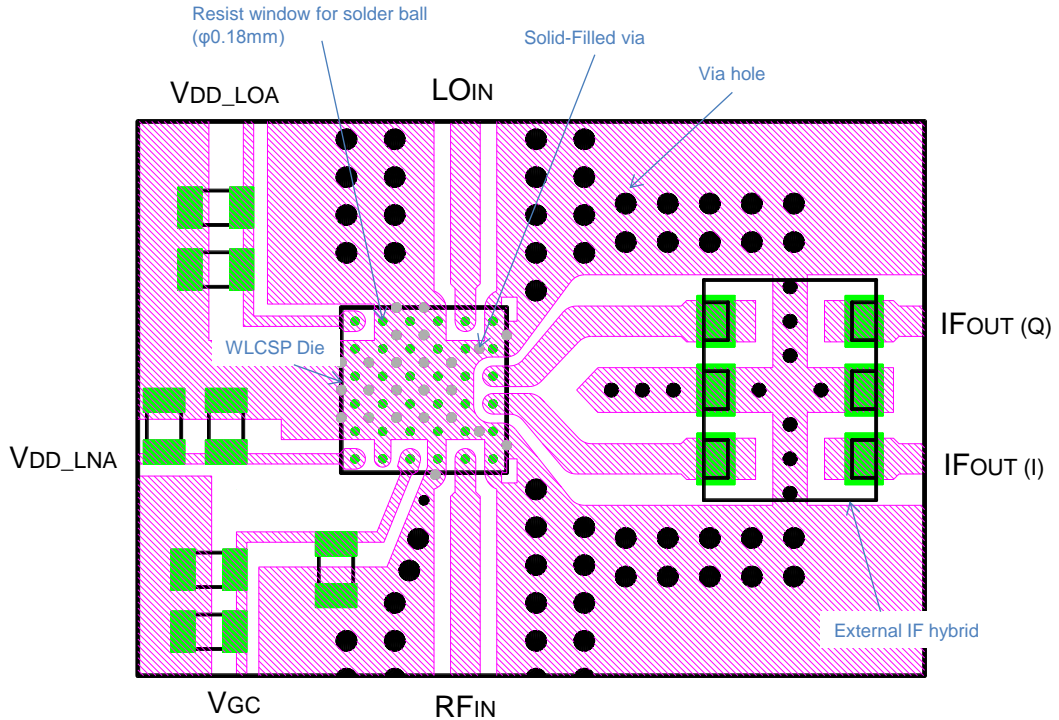 Resist window for solder ball
(φ0.18mm)
Solid-Filled via
Via hole
VDD_LOA
LOIN
WLCSP Die
IFOUT (Q)
VDD_LNA
IFOUT (I)
External IF hybrid
VGC
RFIN